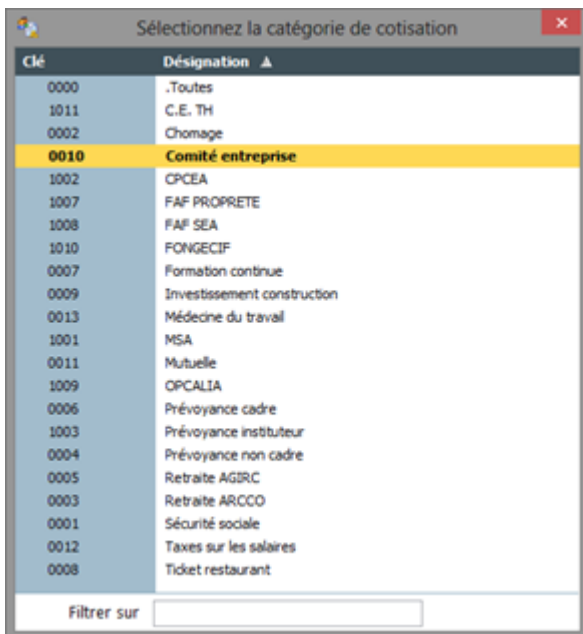 Sélectionnez la catégorie de cotisation
Clé Désignation
0000 .Toutes
1011 C.E. TH
0002 Chomage
0010 Comité entreprise
1002 CPCEA
1007 FAF PROPRETE
1008 FAF SEA
1010 FONGECIF
0007 Formation continue
0009 Investissement construction
0013 Médecine du travail
1001 MSA
0011 Mutuelle
1009 OPCALIA
0006 Prévoyance cadre
1003 Prévoyance instituteur
0004 Prévoyance non cadre
0005 Retraite AGIRC
0003 Retraite ARCCO
0001 Sécurité sociale
0012 Taxes sur les salaires
0008 Ticket restaurant
Filtrer sur